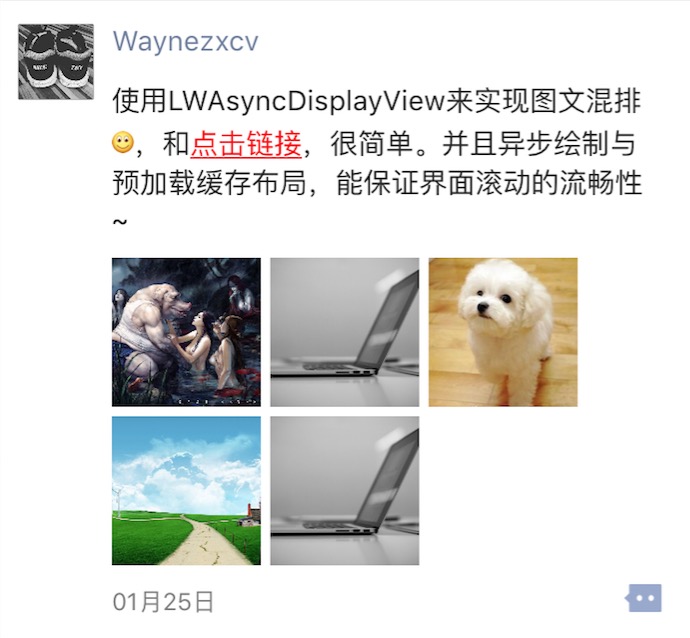 Waynezxcv
使用LWAsyncDisplayView来实现图文混排
，和点击链接，很简单。并且异步绘制与
预加载缓存布局，能保证界面滚动的流畅性
~
01月25日